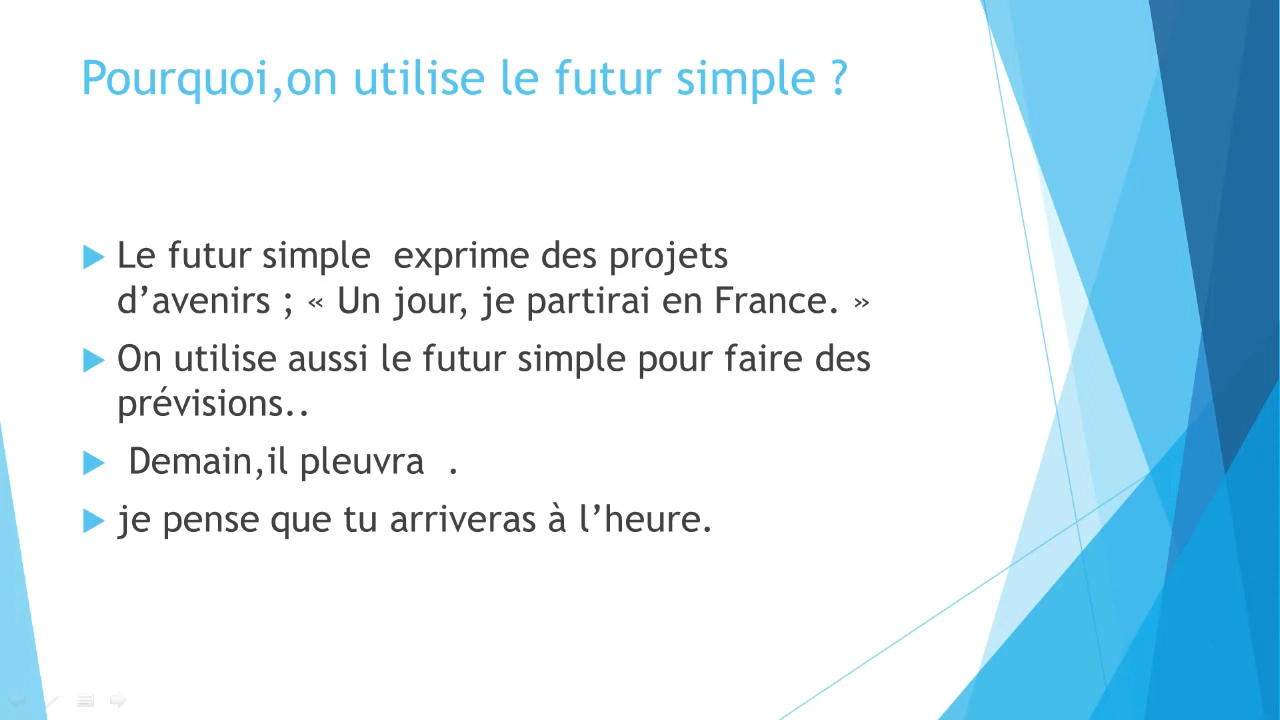 Pourquoi,on utilise le futur simple ?
Le futur simple  exprime des projets
d’avenirs ; « Un jour, je partirai en France. »
On utilise aussi le futur simple pour faire des
prévisions..
Demain,il pleuvra  .
je pense que tu arriveras à l’heure.